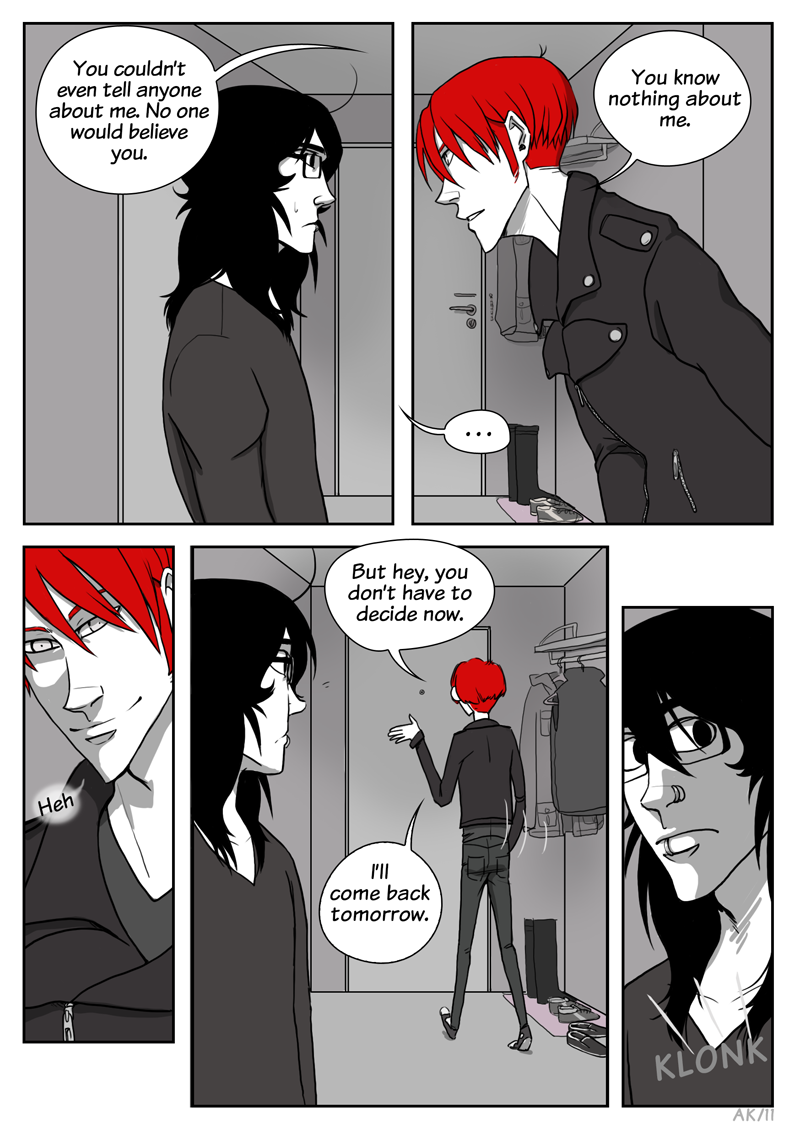 You couldn't
even tell anyone
about me. No one
would believe
you.
You know
nothing about
me.
...
Heh
But hey, you
don't have to
decide now.
I'll
come back
tomorrow.
KLONK
AK/11